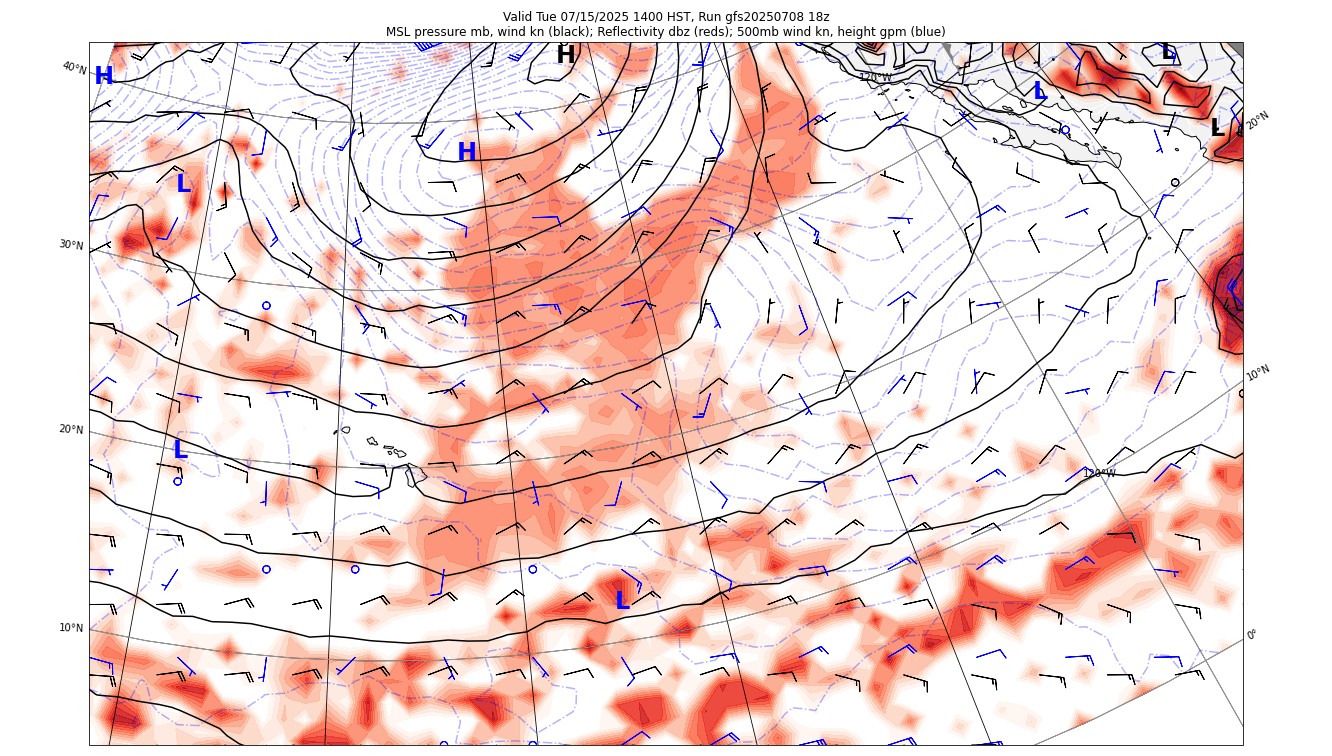 Valid Tue 07/15/2025 1400 HST, Run gfs20250708 18z
MSL pressure mb, wind kn (black); Reflectivity dbz (reds); 500mb wind kn, height gpm (blue)
H
L
40°N
H
120°W
L
20°N
L
H
L
30°N
10°N
20°N
L
120°W
L
10°N
0°